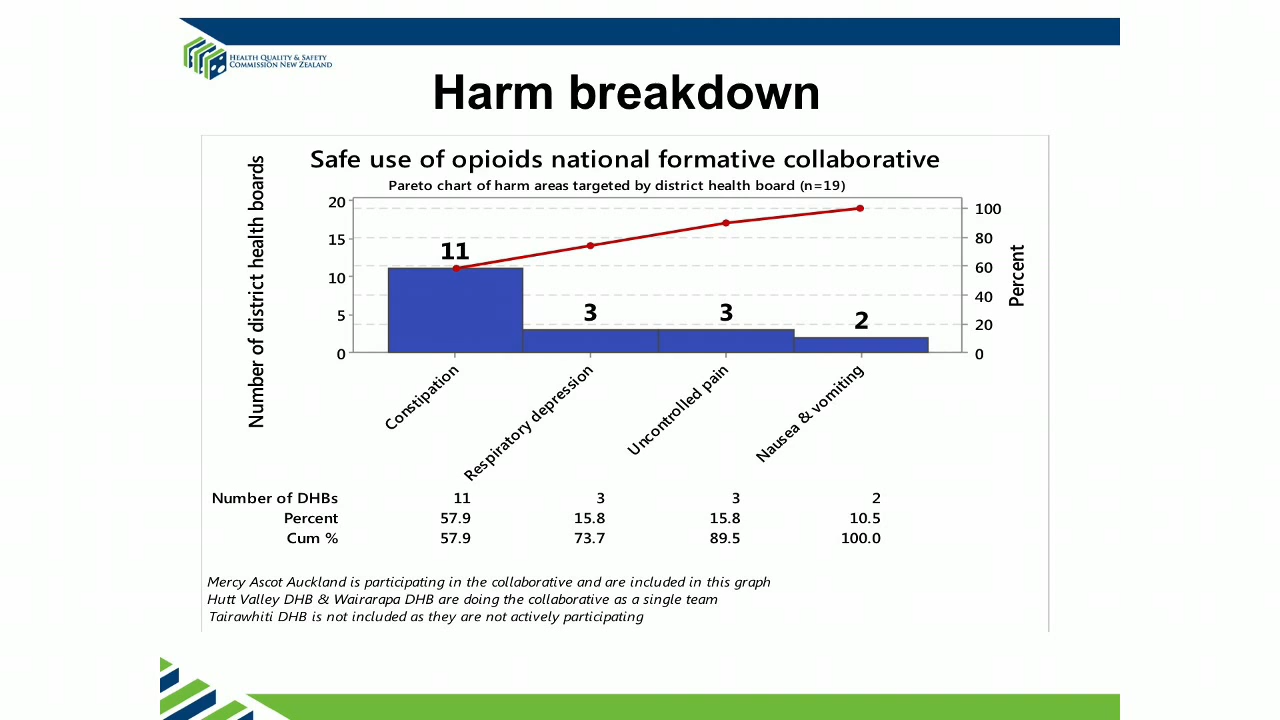 HEALTH QUALITY & SAFETY
COMMISSION NEW ZEALAND
Harm breakdown
Safe use of opioids national formative collaborative
Pareto chart of harm areas targeted by district health board (n=19)
Number of district health boards
20
15
10
5
0
11
3
3
2
100
80
60
40
20
0
Percent
Constipation
Respiratory depression
Uncontrolled pain
Nausea & vomiting
Number of DHBs 11 3 3 2
Percent 57.9 15.8 15.8 10.5
Cum % 57.9 73.7 89.5 100.0
Mercy Ascot Auckland is participating in the collaborative and are included in this graph
Hutt Valley DHB & Wairarapa DHB are doing the collaborative as a single team
Tairawhiti DHB is not included as they are not actively participating